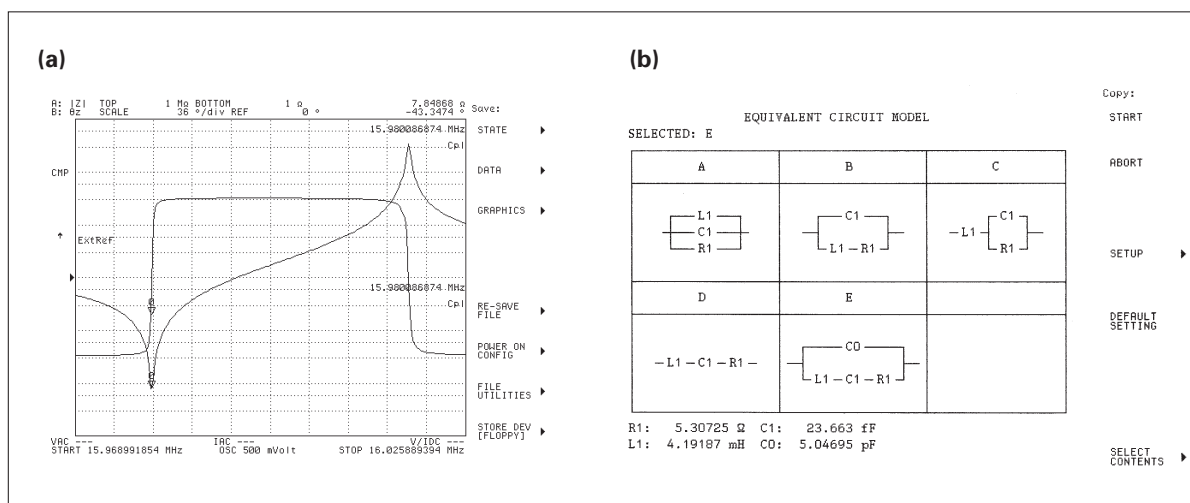 (a)
A: |Z| TOP 1 MΩ BOTTOM 1 Ω 7.84868 Ω
B: θz SCALE 36 °/div REF 0 ° -43.3474 °
Save:
15.980086874 MHz
Cpl
STATE
DATA
CMP
GRAPHICS
ExtRef
15.980086874 MHz
Cpl
RE-SAVE
FILE
POWER ON
CONFIG
FILE
UTILITIES
STORE DEV
[FLOPPY]
VAC --- IAC --- V/IDC ---
START 15.968991854 MHz OSC 500 mVolt STOP 16.025889394 MHz
(b)
Copy:
EQUIVALENT CIRCUIT MODEL
START
SELECTED: E
A B C
ABORT
L1
C1
R1
C1
L1 R1
L1
C1
R1
SETUP
D E
DEFAULT
SETTING
L1 C1 R1
C0
L1 C1 R1
R1: 5.30725 Ω C1: 23.663 fF
L1: 4.19187 mH C0: 5.04695 pF
SELECT
CONTENTS